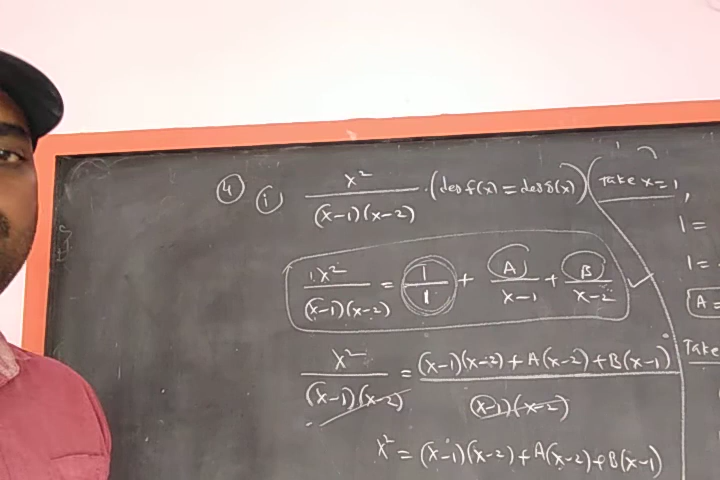 ④ ⓘ x²/((x-1)(x-2)) . (deg f(x) = deg g(x))
1x²/((x-1)(x-2)) = 1/1 + A/(x-1) + B/(x-2)
x²/((x-1)(x-2)) = ((x-1)(x-2) + A(x-2) + B(x-1))/((x-1)(x-2))
x² = (x-1)(x-2) + A(x-2) + B(x-1)
Take x = 1,
1 =
1 =
A =
Take